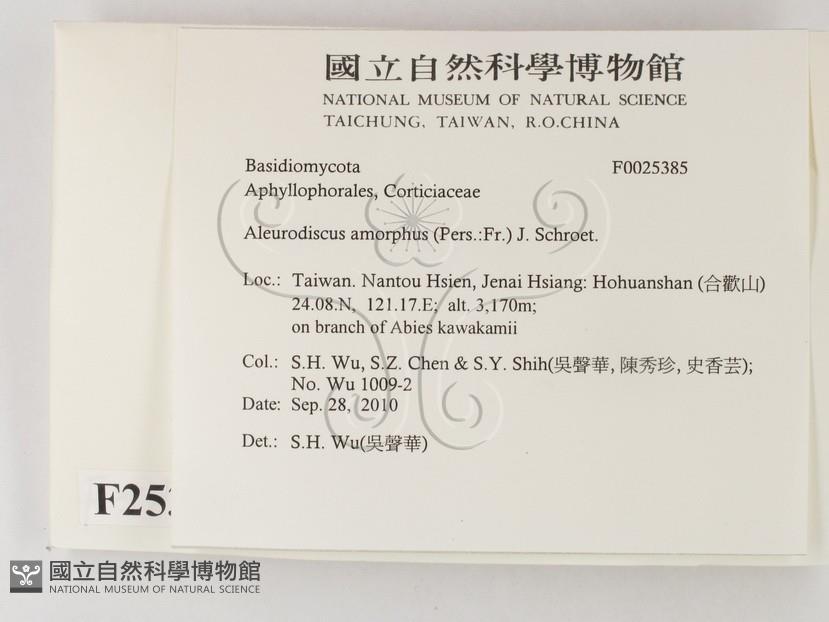 國立自然科學博物館
NATIONAL MUSEUM OF NATURAL SCIENCE
TAICHUNG, TAIWAN, R.O.CHINA
Basidiomycota F0025385
Aphyllophorales, Corticiaceae
Aleurodiscus amorphus (Pers.:Fr.) J. Schroet.
Loc.: Taiwan. Nantou Hsien, Jenai Hsiang: Hohuanshan (合歡山)
24.08.N, 121.17.E; alt. 3,170m;
on branch of Abies kawakamii
Col.: S.H. Wu, S.Z. Chen & S.Y. Shih(吳聲華, 陳秀珍, 史香芸);
No. Wu 1009-2
Date: Sep. 28, 2010
Det.: S.H. Wu(吳聲華)
國立自然科學博物館
NATIONAL MUSEUM OF NATURAL SCIENCE